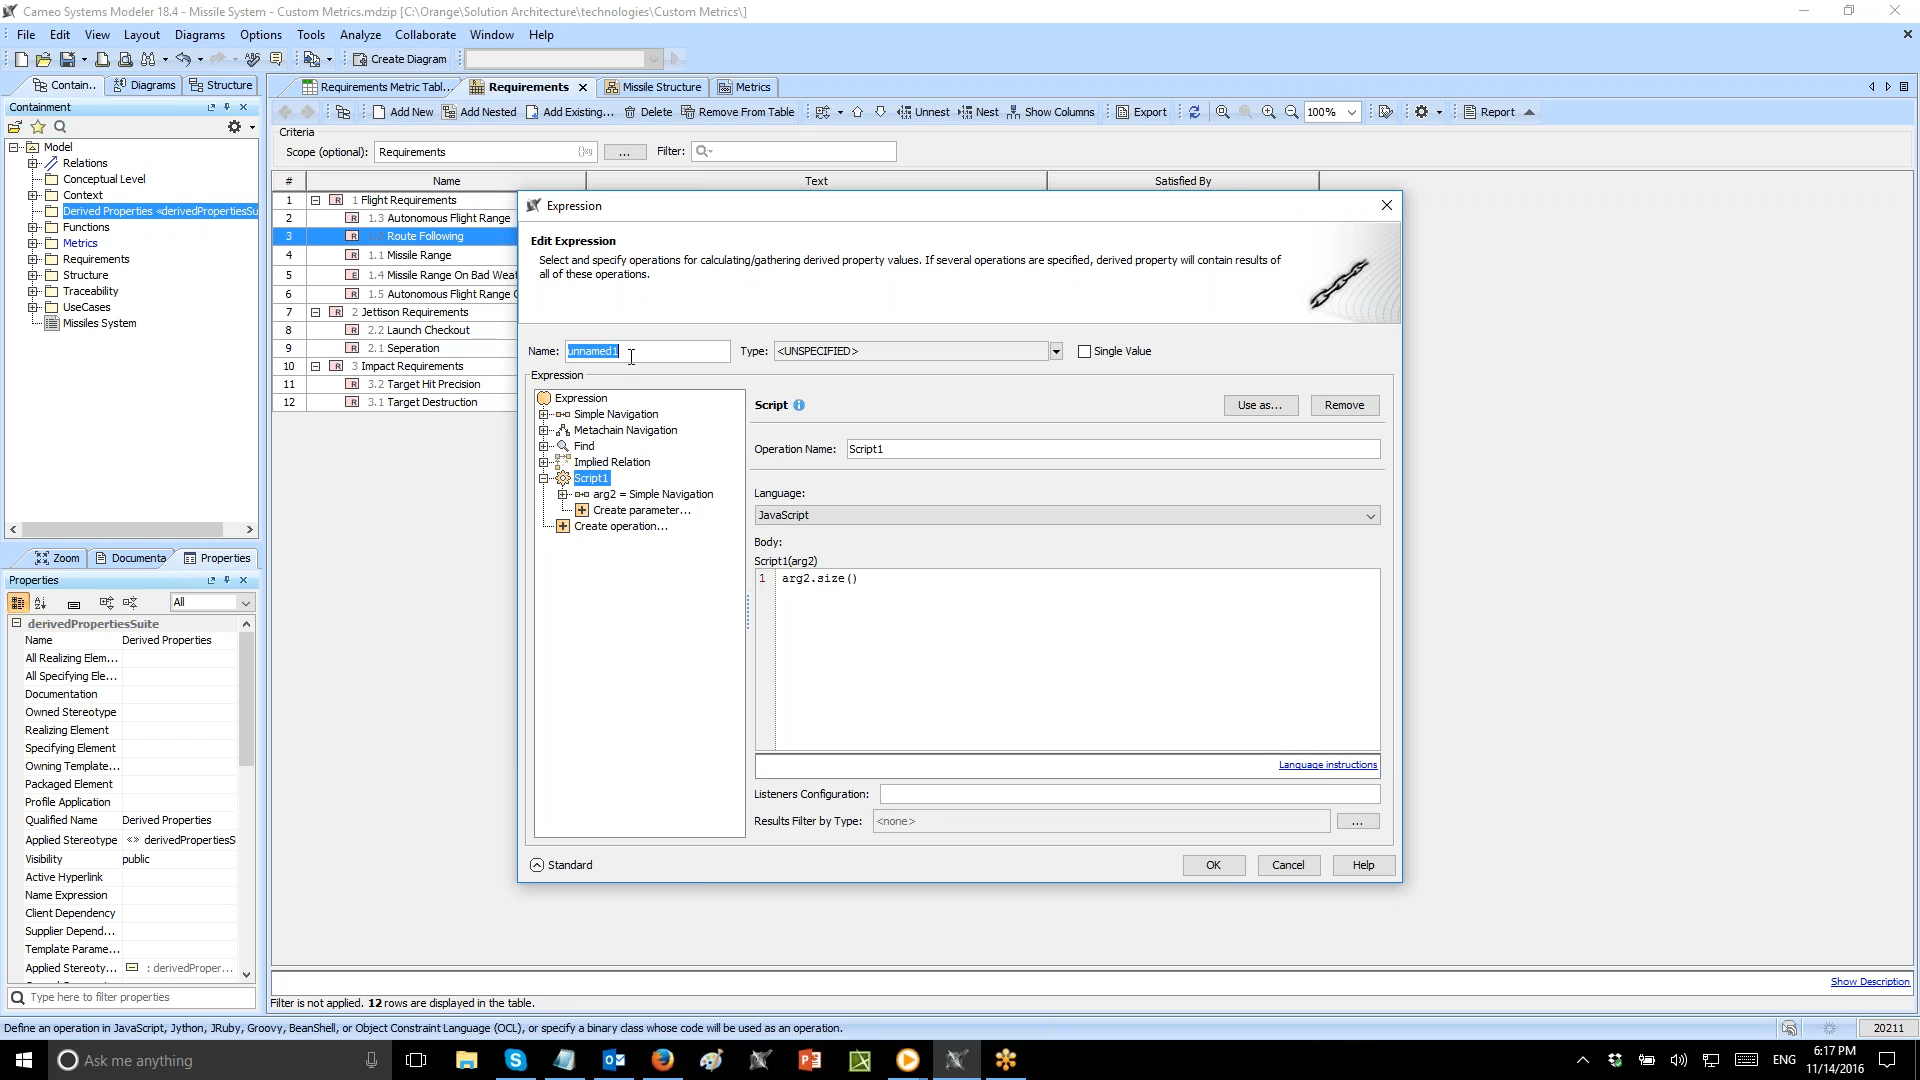 Cameo Systems Modeler 18.4 - Missile System - Custom Metrics.mdzip [C:\Orange\Solution Architecture\technologies\Custom Metrics\]
File Edit View Layout Diagrams Options Tools Analyze Collaborate Window Help
Create Diagram
Contain.. Diagrams Structure
Requirements Metric Tabl... Requirements Missile Structure Metrics
Containment
Add New Add Nested Add Existing... Delete Remove From Table Unnest Nest Show Columns Export 100% Report
Criteria
Scope (optional): Requirements ... Filter:
Model
Relations
Conceptual Level
Context
Derived Properties «derivedPropertiesSu
Functions
Metrics
Requirements
Structure
Traceability
UseCases
Missiles System
# Name Text Satisfied By
1 R 1 Flight Requirements
2 R 1.3 Autonomous Flight Range
3 R Route Following
4 R 1.1 Missile Range
5 E 1.4 Missile Range On Bad Weat
6 R 1.5 Autonomous Flight Range
7 R 2 Jettison Requirements
8 R 2.2 Launch Checkout
9 R 2.1 Seperation
10 R 3 Impact Requirements
11 R 3.2 Target Hit Precision
12 R 3.1 Target Destruction
Expression
Edit Expression
Select and specify operations for calculating/gathering derived property values. If several operations are specified, derived property will contain results of
all of these operations.
Name: unnamed1 Type: <UNSPECIFIED> Single Value
Expression
Expression
Simple Navigation
Metachain Navigation
Find
Implied Relation
Script1
arg2 = Simple Navigation
Create parameter...
Create operation...
Script Use as... Remove
Operation Name: Script1
Language:
JavaScript
Body:
Script1(arg2)
1 arg2.size()
Language instructions
Listeners Configuration:
Results Filter by Type: <none> ...
Standard OK Cancel Help
Zoom Documenta Properties
Properties
All
derivedPropertiesSuite
Name Derived Properties
All Realizing Elem...
All Specifying Ele...
Documentation
Owned Stereotype
Realizing Element
Specifying Element
Owning Template...
Packaged Element
Profile Application
Qualified Name Derived Properties
Applied Stereotype «» derivedPropertiesS
Visibility public
Active Hyperlink
Name Expression
Client Dependency
Supplier Depend...
Template Parame...
Applied Stereoty... : derivedProper...
Type here to filter properties
Show Description
Filter is not applied. 12 rows are displayed in the table.
Define an operation in JavaScript, Jython, JRuby, Groovy, BeanShell, or Object Constraint Language (OCL), or specify a binary class whose code will be used as an operation.
20211
Ask me anything
ENG
6:17 PM
11/14/2016